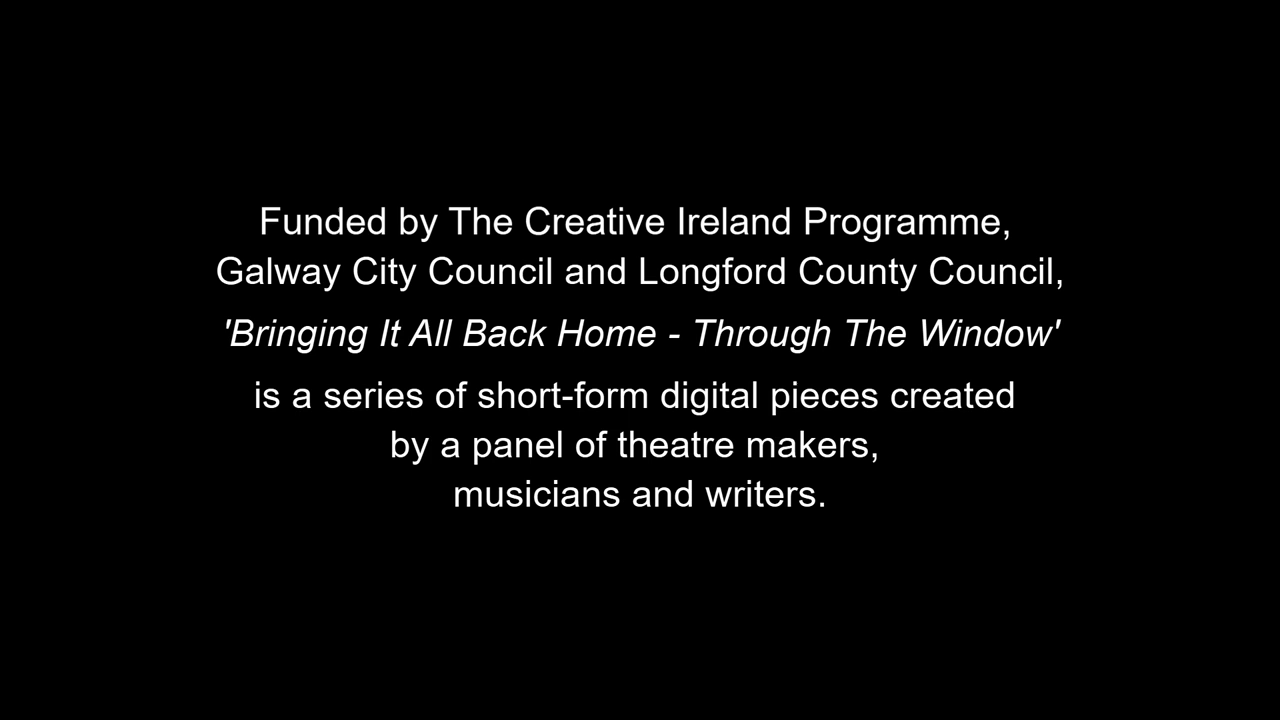 Funded by The Creative Ireland Programme,
Galway City Council and Longford County Council,
'Bringing It All Back Home - Through The Window'
is a series of short-form digital pieces created
by a panel of theatre makers,
musicians and writers.